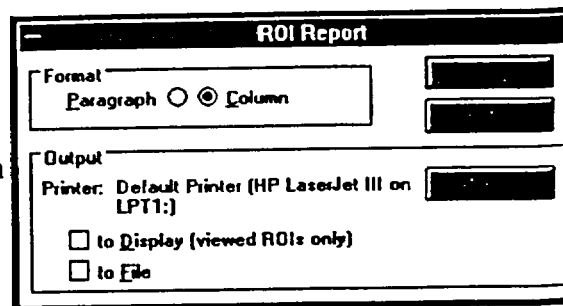 ROI Report
Format
Paragraph Column
Output
Printer: Default Printer (HP LaserJet III on
LPT1:)
to Display (viewed ROIs only)
to File